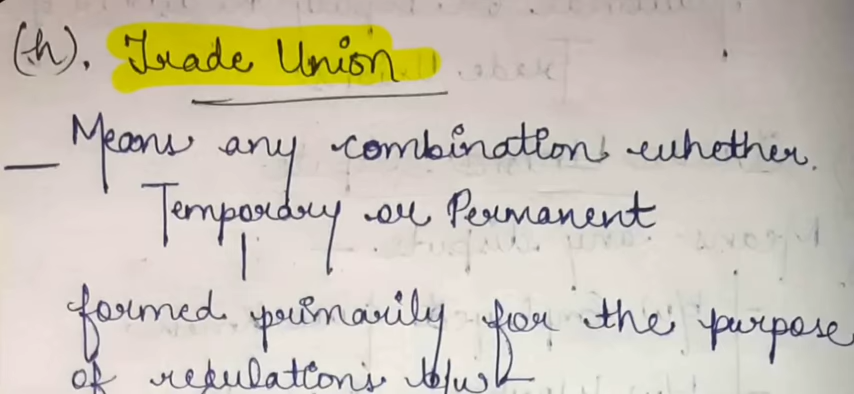 (h). Trade Union
— Means any combination whether.
Temporary or Permanent
formed primarily for the purpose
of regulations b/w